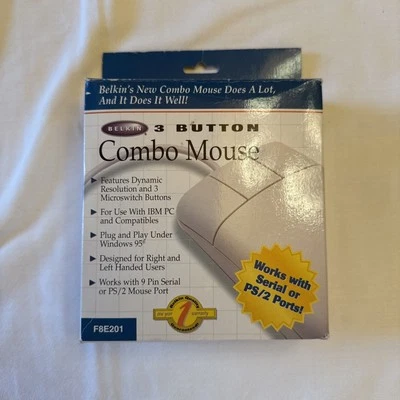 Belkin's New Combo Mouse Does A Lot,
And It Does It Well!
BELKIN
3 BUTTON
Combo Mouse
Features Dynamic
Resolution and 3
Microswitch Buttons
For Use With IBM PC
and Compatibles
Plug and Play Under
Windows 95
Designed for Right and
Left Handed Users
Works with 9 Pin Serial
or PS/2 Mouse Port
Works with
Serial or
PS/2 Ports!
1
F8E201